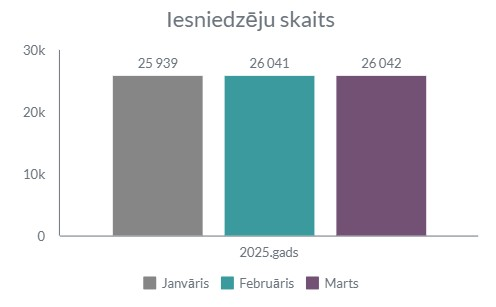 Iesniedzēju skaits
30k
25 939 26 041 26 042
20k
10k
0
2025.gads
Janvāris Februāris Marts